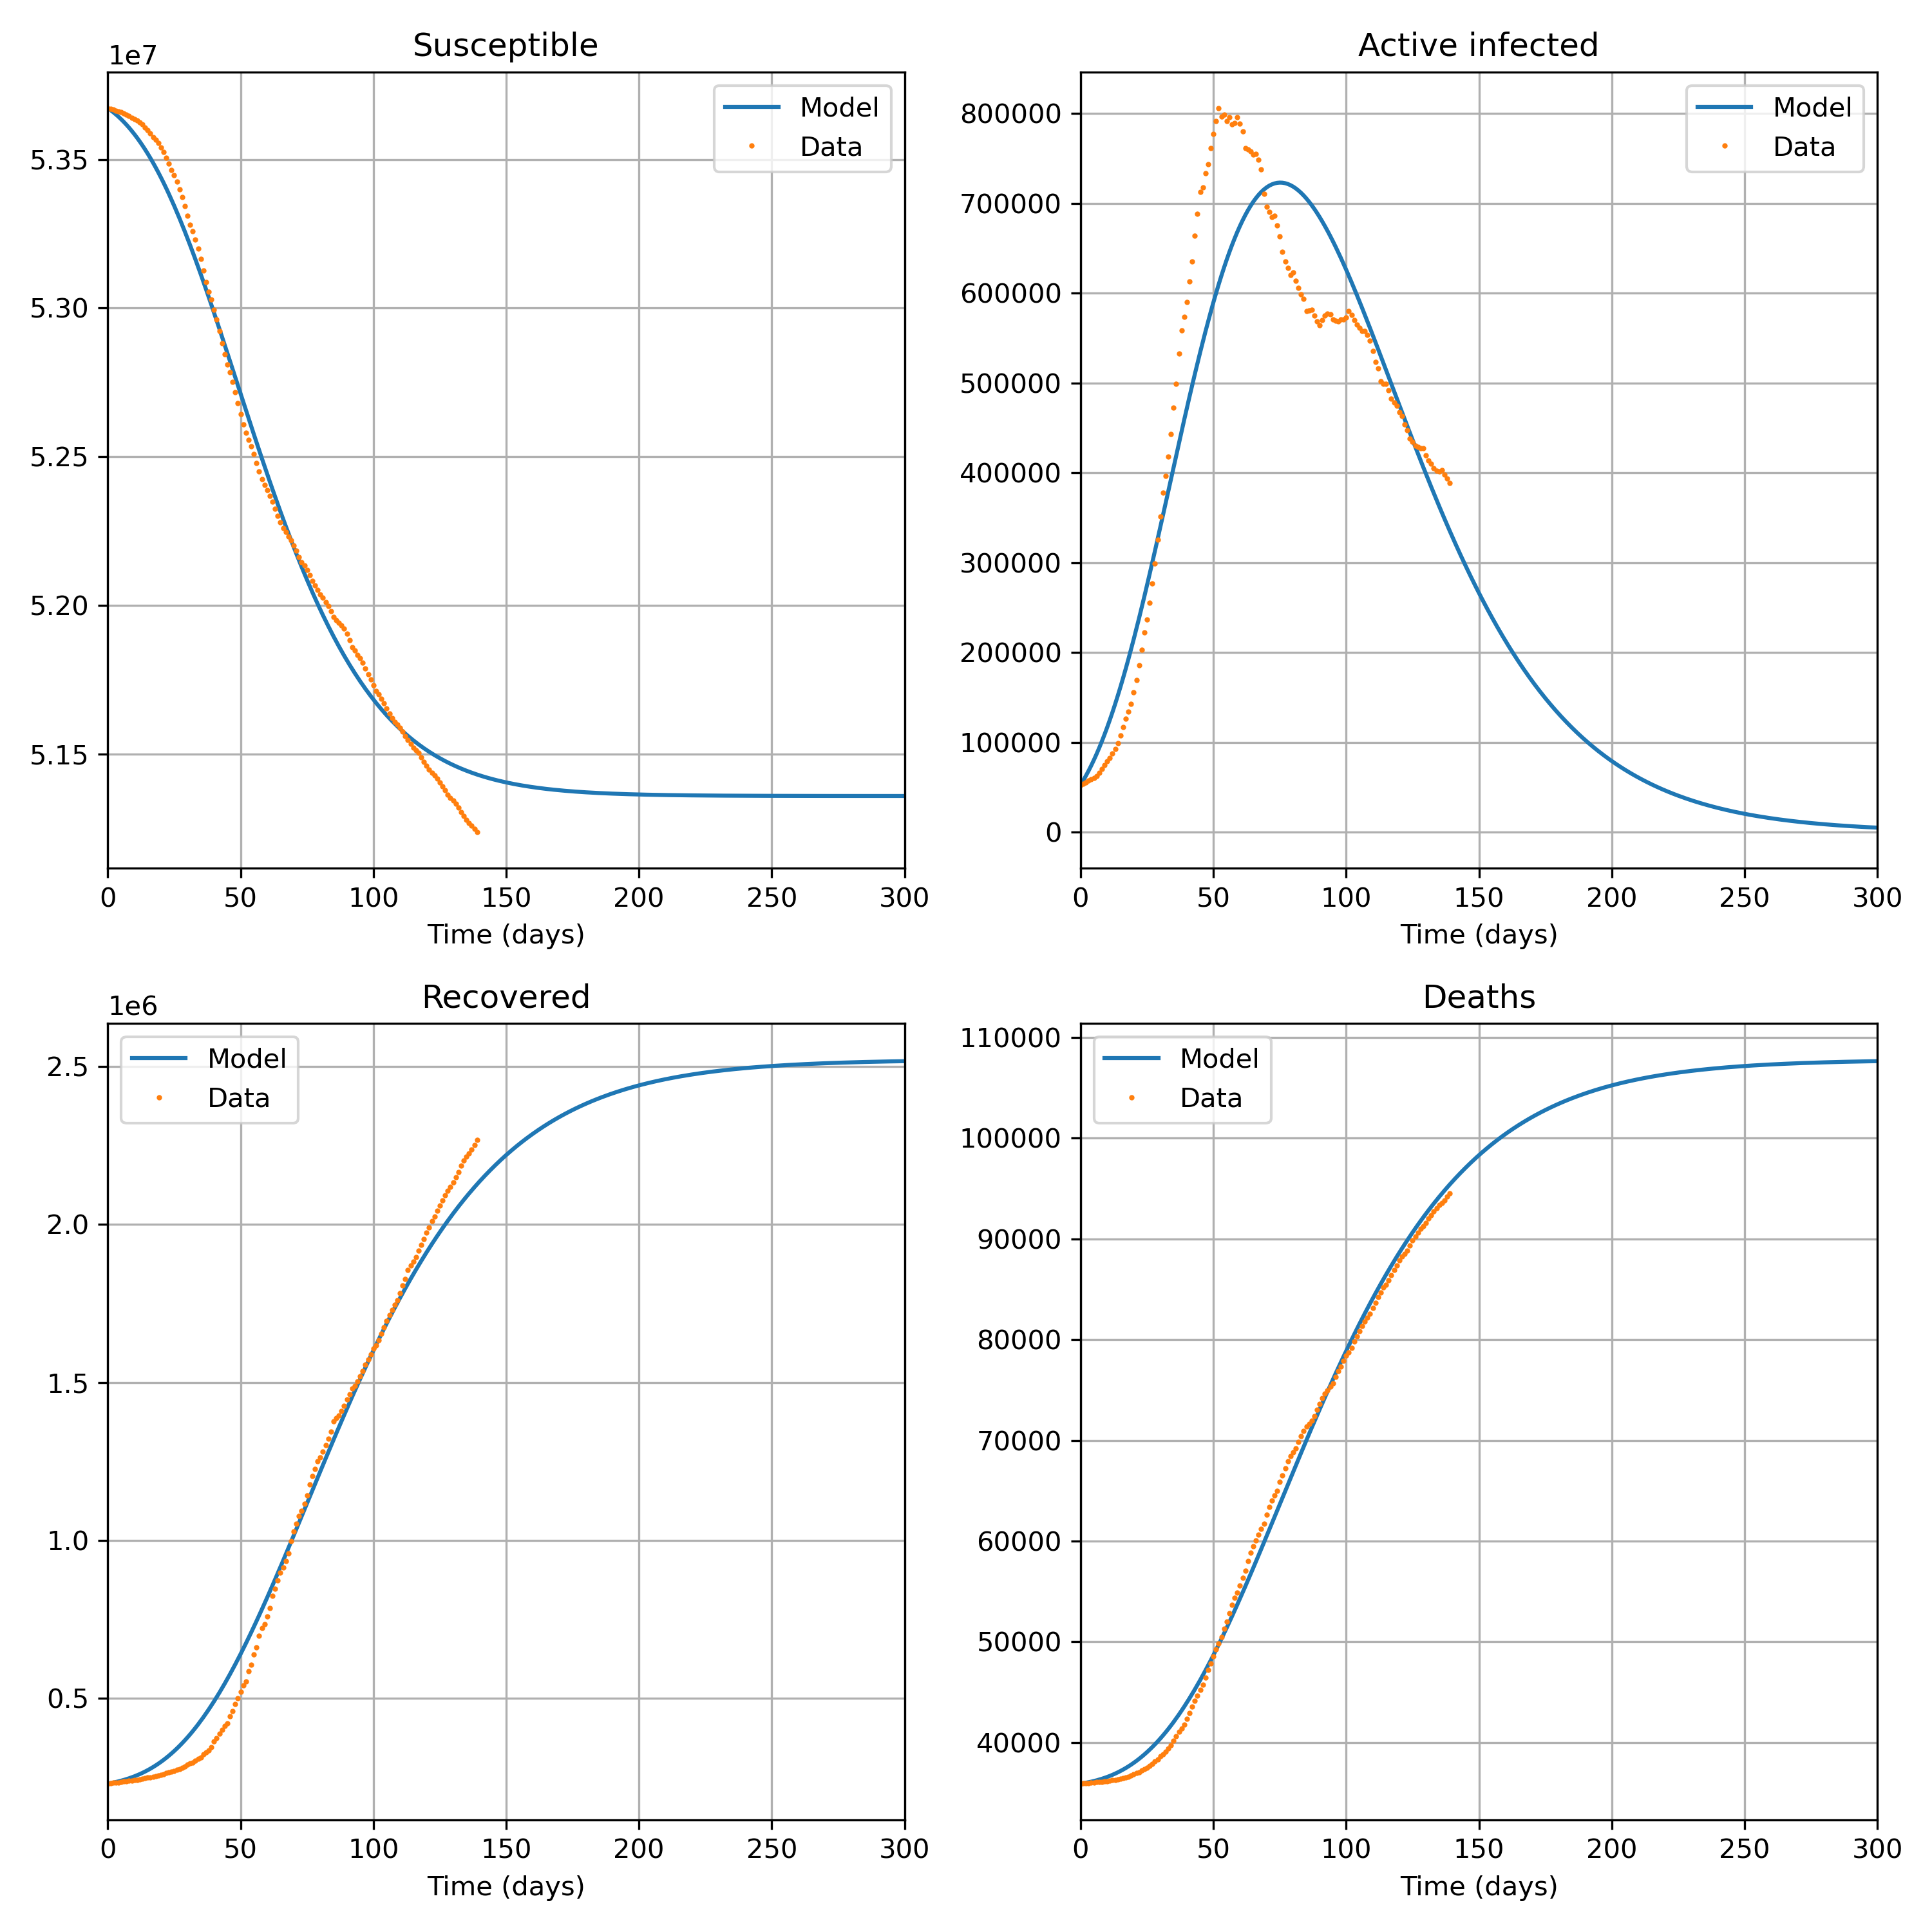 Susceptible
1e7
Model
Data
5.35
5.30
5.25
5.20
5.15
0 50 100 150 200 250 300
Time (days)
Active infected
Model
Data
800000
700000
600000
500000
400000
300000
200000
100000
0
0 50 100 150 200 250 300
Time (days)
Recovered
1e6
Model
Data
2.5
2.0
1.5
1.0
0.5
0 50 100 150 200 250 300
Time (days)
Deaths
Model
Data
110000
100000
90000
80000
70000
60000
50000
40000
0 50 100 150 200 250 300
Time (days)